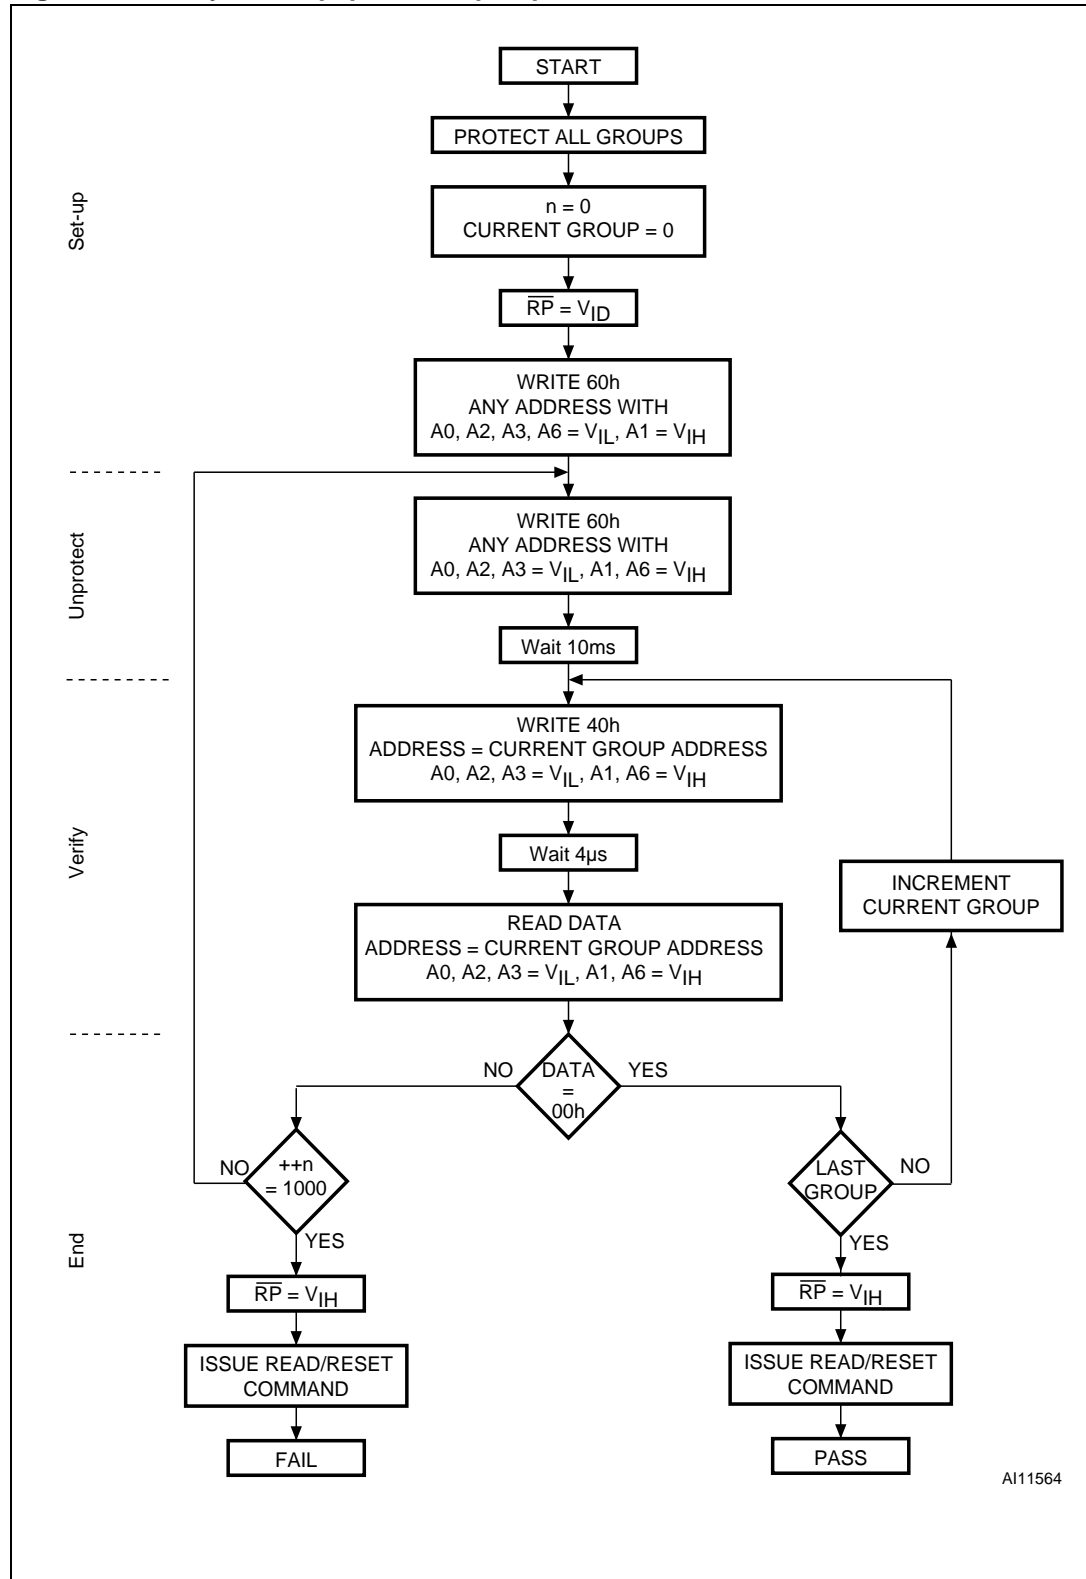 START
PROTECT ALL GROUPS
n = 0
CURRENT GROUP = 0
Set-up
RP = VID
WRITE 60h
ANY ADDRESS WITH
A0, A2, A3, A6 = VIL, A1 = VIH
WRITE 60h
ANY ADDRESS WITH
A0, A2, A3 = VIL, A1, A6 = VIH
Unprotect
Wait 10ms
WRITE 40h
ADDRESS = CURRENT GROUP ADDRESS
A0, A2, A3 = VIL, A1, A6 = VIH
Verify
Wait 4µs
INCREMENT
CURRENT GROUP
READ DATA
ADDRESS = CURRENT GROUP ADDRESS
A0, A2, A3 = VIL, A1, A6 = VIH
NO
DATA
=
00h
YES
NO
++n
= 1000
LAST
GROUP
NO
YES
YES
End
RP = VIH
RP = VIH
ISSUE READ/RESET
COMMAND
ISSUE READ/RESET
COMMAND
FAIL
PASS
AI11564